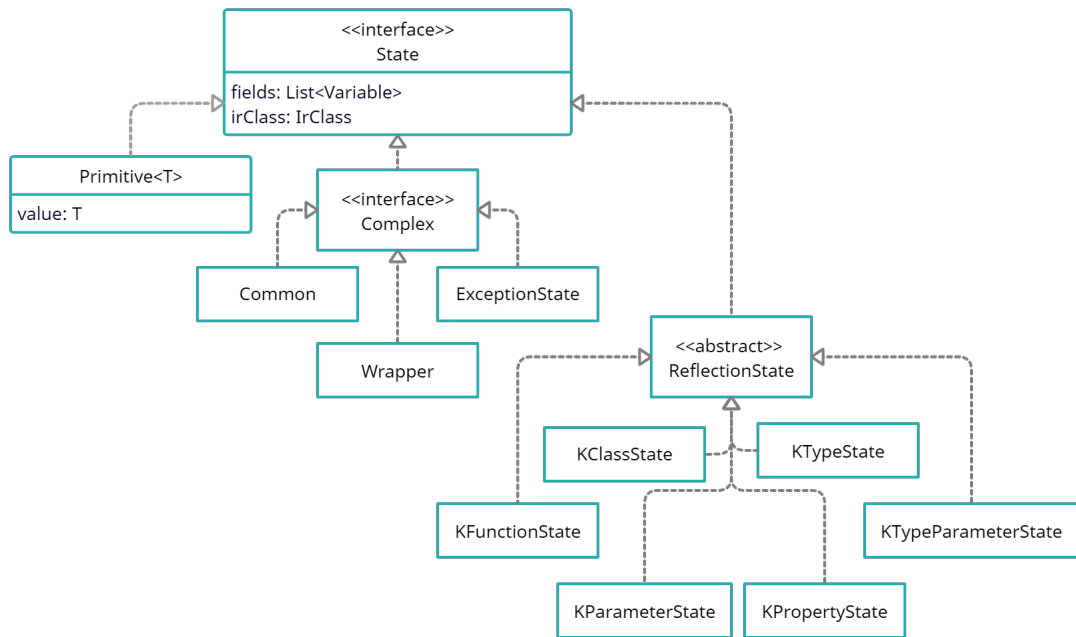 <<interface>>
State
fields: List<Variable>
irClass: IrClass
Primitive<T>
value: T
<<interface>>
Complex
Common
ExceptionState
Wrapper
<<abstract>>
ReflectionState
KClassState
KTypeState
KFunctionState
KTypeParameterState
KParameterState
KPropertyState